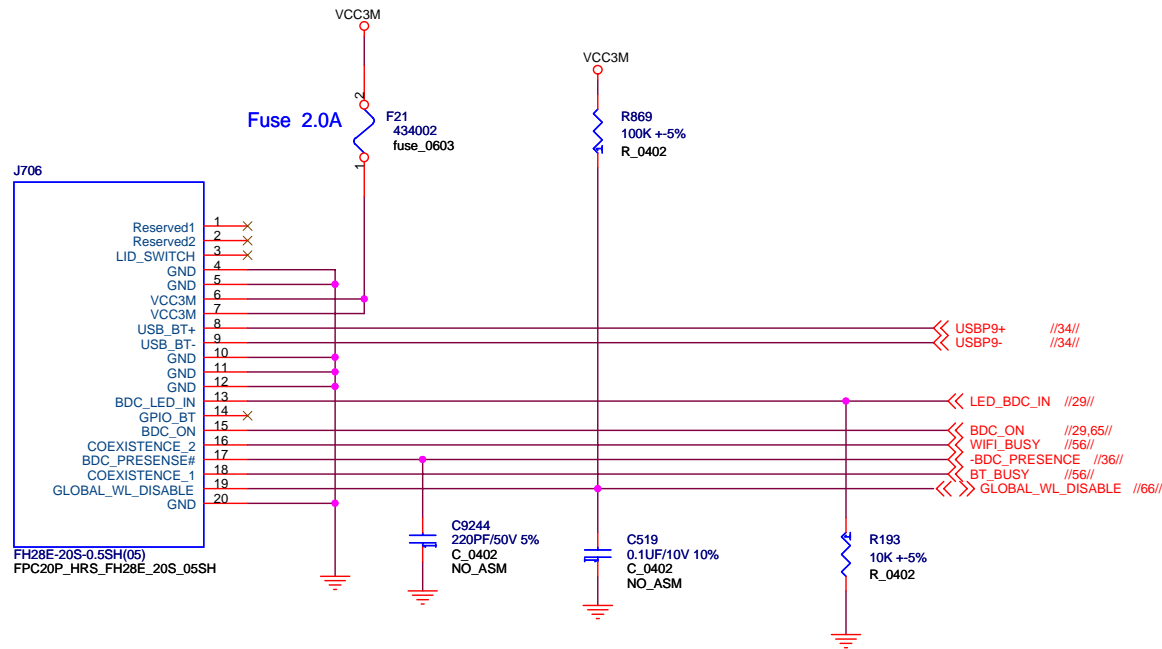 VCC3M
VCC3M
2
Fuse 2.0A
F21
434002
fuse_0603
1
R869
100K +-5%
R_0402
1
J706
Reserved1 1
Reserved2 2
LID_SWITCH 3
GND 4
GND 5
VCC3M 6
VCC3M 7
USB_BT+ 8 USBP9+ //34//
USB_BT- 9 USBP9- //34//
GND 10
GND 11
GND 12
BDC_LED_IN 13 LED_BDC_IN //29//
GPIO_BT 14
BDC_ON 15 BDC_ON //29,65//
COEXISTENCE_2 16 WIFI_BUSY //56//
BDC_PRESENSE# 17 -BDC_PRESENCE //36//
COEXISTENCE_1 18 BT_BUSY //56//
GLOBAL_WL_DISABLE 19 GLOBAL_WL_DISABLE //66//
GND 20
FH28E-20S-0.5SH(05)
FPC20P_HRS_FH28E_20S_05SH
C9244
220PF/50V 5%
C_0402
NO_ASM
C519
0.1UF/10V 10%
C_0402
NO_ASM
R193
10K +-5%
R_0402